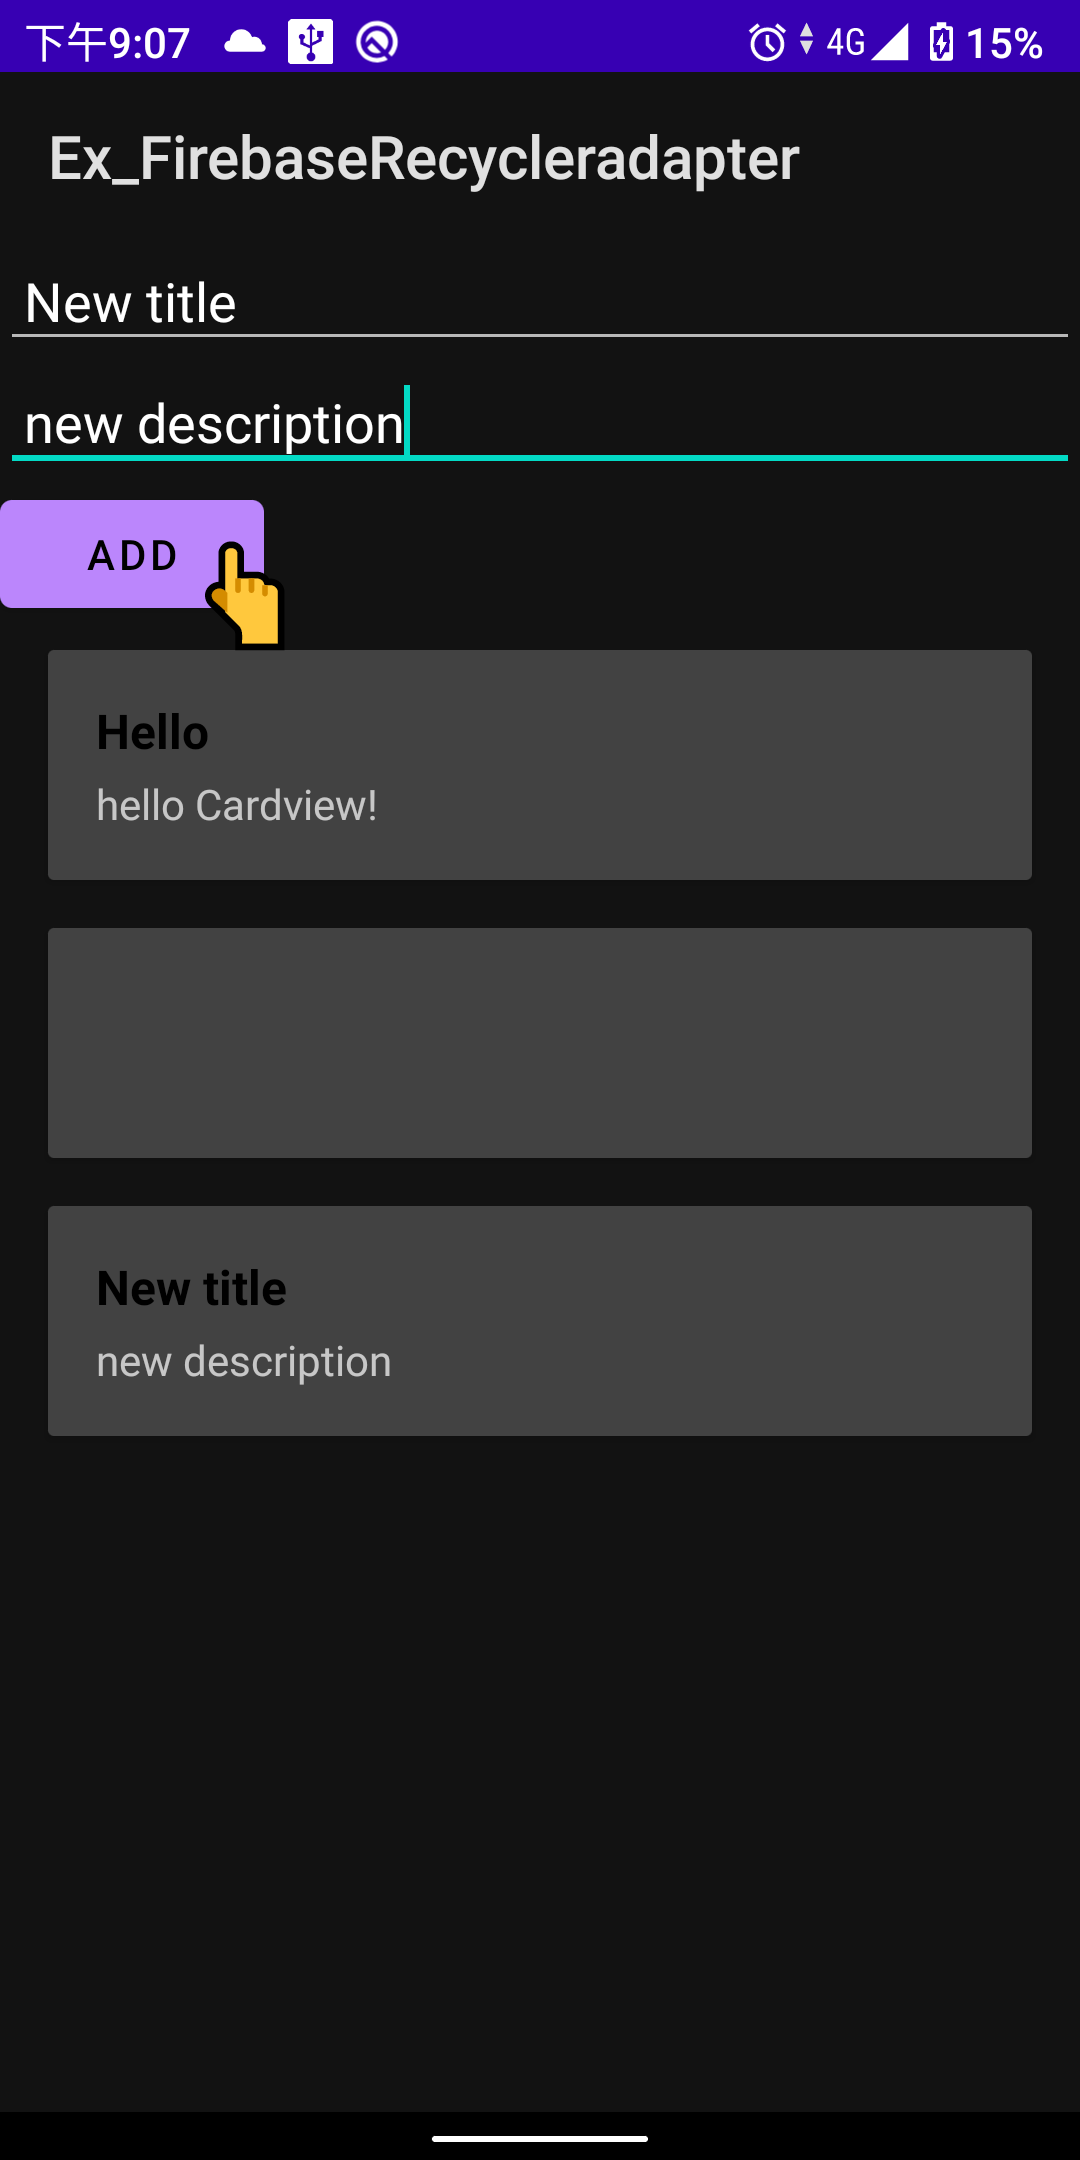 下午9:07 4G 15%
Ex_FirebaseRecycleradapter
New title
new description
ADD
Hello
hello Cardview!
New title
new description